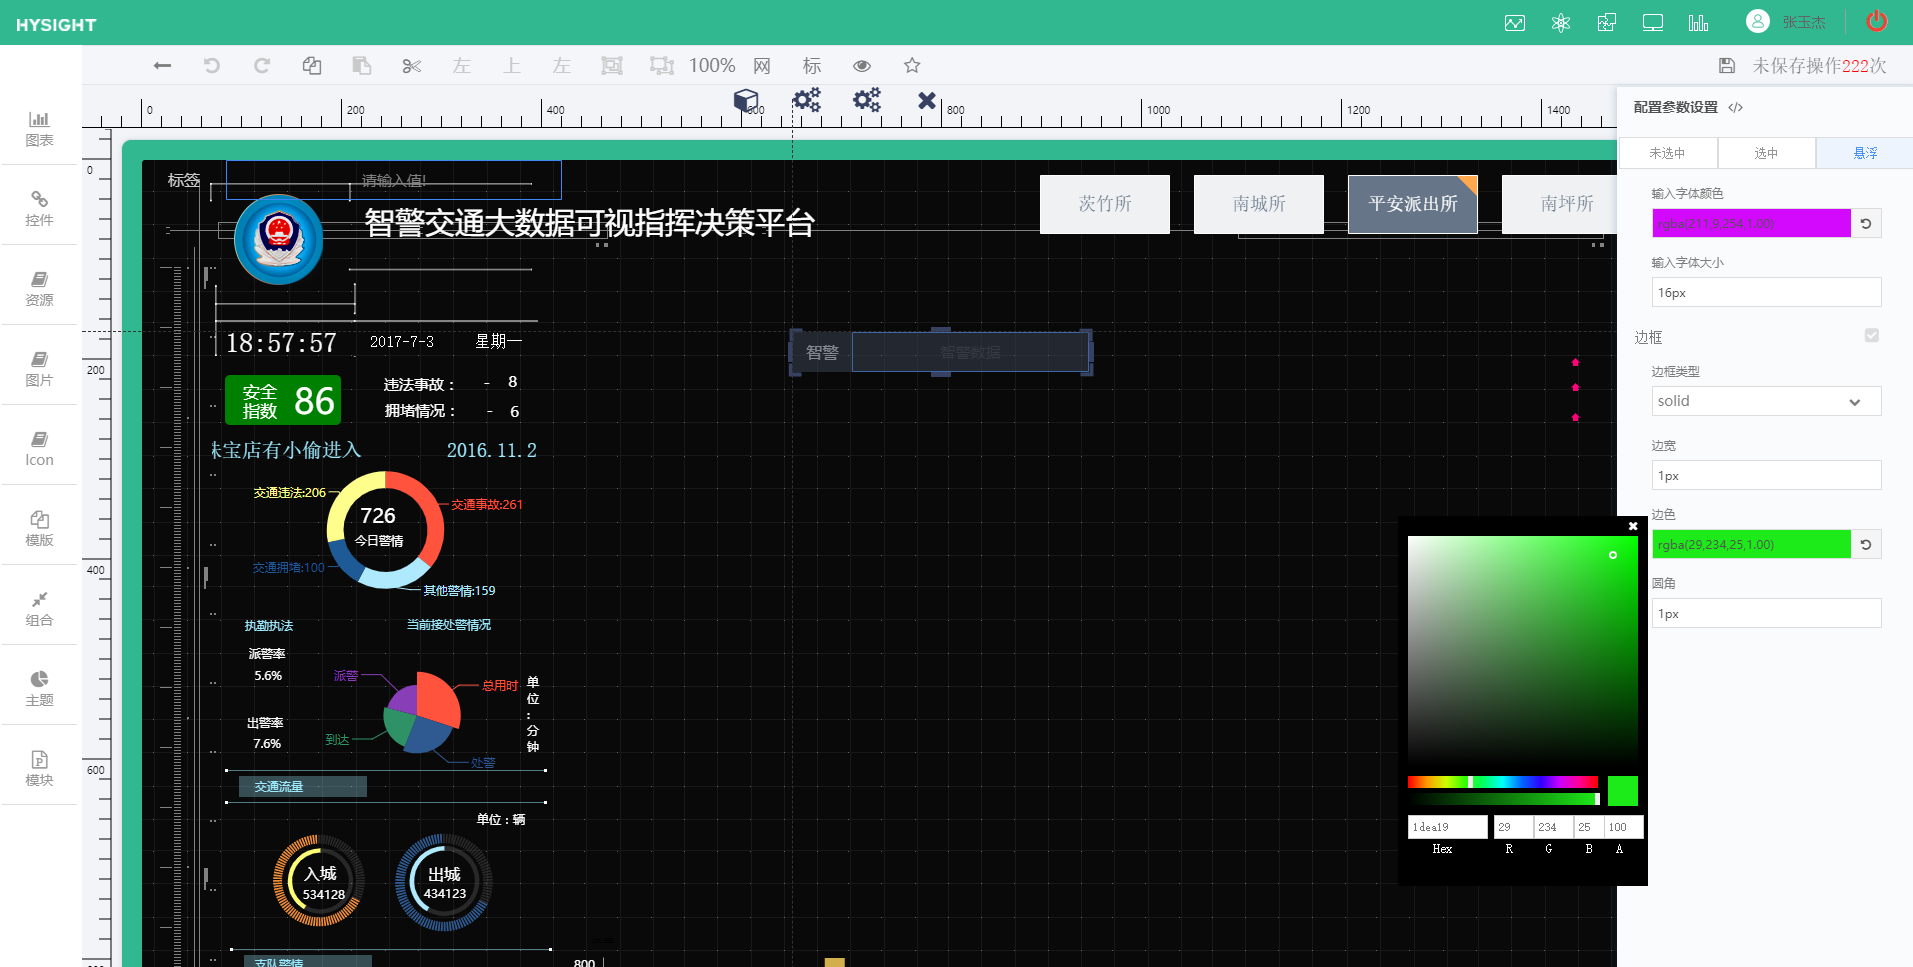 HYSIGHT
张玉杰
左
上
左
100%
网
标
未保存操作222次
0
200
400
600
800
1000
1200
1400
0
200
400
600
图表
控件
资源
图片
Icon
模版
组合
主题
模块
标签
请输入值!
智警交通大数据可视指挥决策平台
茨竹所
南城所
平安派出所
南坪所
18:57:57
2017-7-3
星期一
智警
智警数据
安全
指数
86
违法事故：
-
8
拥堵情况：
-
6
宝店有小偷进入
2016.11.2
交通违法:206
交通事故:261
726
今日警情
交通拥堵:100
其他警情:159
执勤执法
当前接处警情况
派警率
5.6%
出警率
7.6%
派警
总用时
到达
处警
单位：分钟
交通流量
单位：辆
入城
534128
出城
434123
支队警情
800
配置参数设置 </>
未选中
选中
悬浮
输入字体颜色
rgba(211,9,254,1.00)
输入字体大小
16px
边框
边框类型
solid
边宽
1px
边色
rgba(29,234,25,1.00)
圆角
1px
1dea19
29
234
25
100
Hex
R
G
B
A